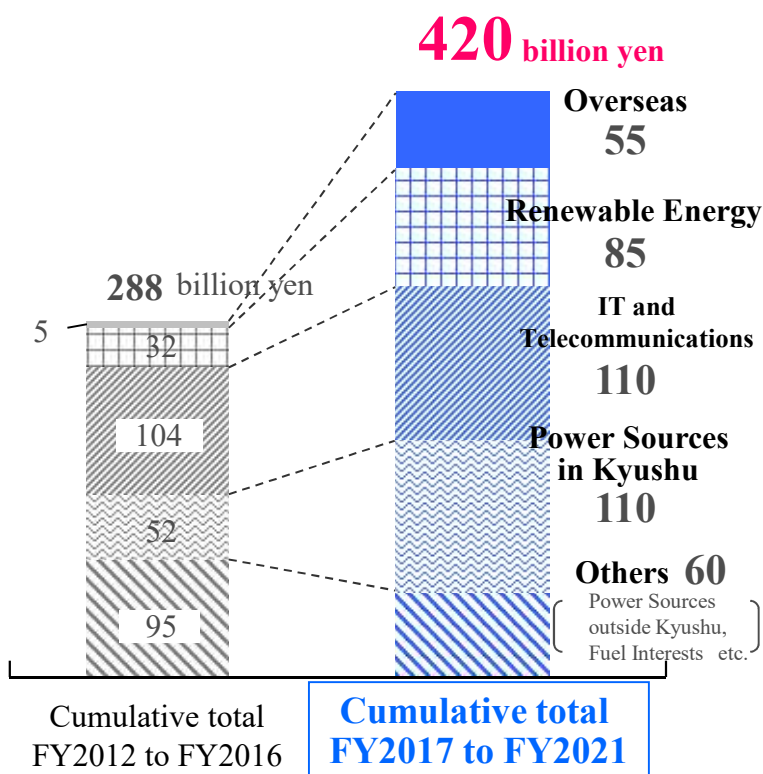 420 billion yen
Overseas
55
Renewable Energy
85
288 billion yen
IT and
Telecommunications
110
5
32
104
Power Sources
in Kyushu
110
52
Others 60
Power Sources
outside Kyushu,
Fuel Interests etc.
95
Cumulative total
FY2012 to FY2016
Cumulative total
FY2017 to FY2021